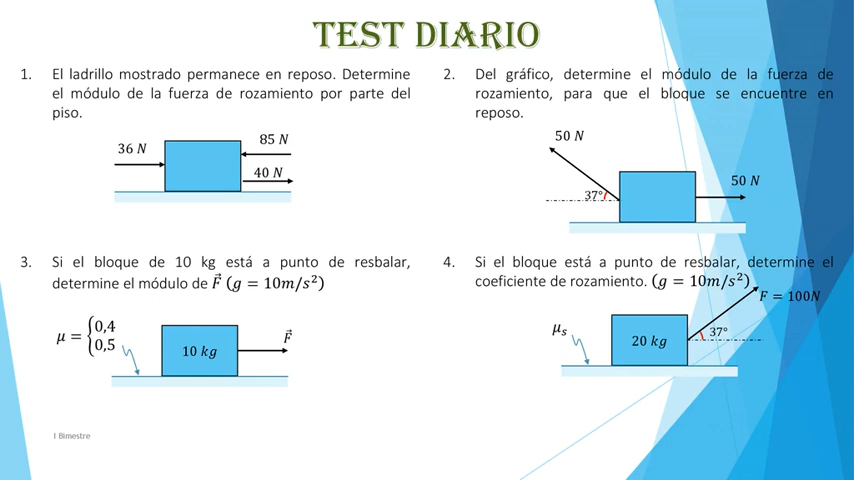 TEST DIARIO
1. El ladrillo mostrado permanece en reposo. Determine
el módulo de la fuerza de rozamiento por parte del
piso.
36 N
85 N
40 N
2. Del gráfico, determine el módulo de la fuerza de
rozamiento, para que el bloque se encuentre en
reposo.
50 N
50 N
37°
3. Si el bloque de 10 kg está a punto de resbalar,
determine el módulo de F⃗ (g = 10m/s²)
μ = {0,4
0,5
10 kg
F⃗
4. Si el bloque está a punto de resbalar, determine el
coeficiente de rozamiento. (g = 10m/s²)
F = 100N
μₛ
37°
20 kg
I Bimestre